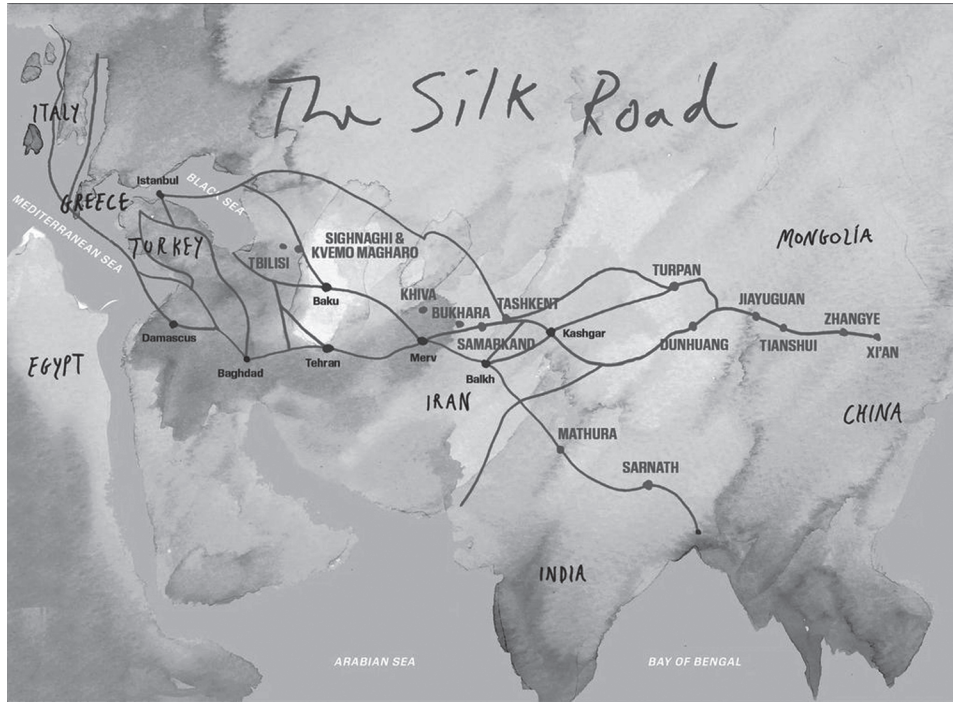 The Silk Road
ITALY
Istanbul
BLACK SEA
GREECE
MEDITERRANEAN SEA
TURKEY
SIGHNAGHI &
KVEMO MAGHARO
TBILISI
MONGOLIA
TURPAN
Baku
KHIVA
TASHKENT
JIAYUGUAN
BUKHARA
ZHANGYE
Damascus
Kashgar
SAMARKAND
DUNHUANG
TIANSHUI
XI'AN
EGYPT
Baghdad
Tehran
Merv
Balkh
IRAN
CHINA
MATHURA
SARNATH
INDIA
ARABIAN SEA
BAY OF BENGAL